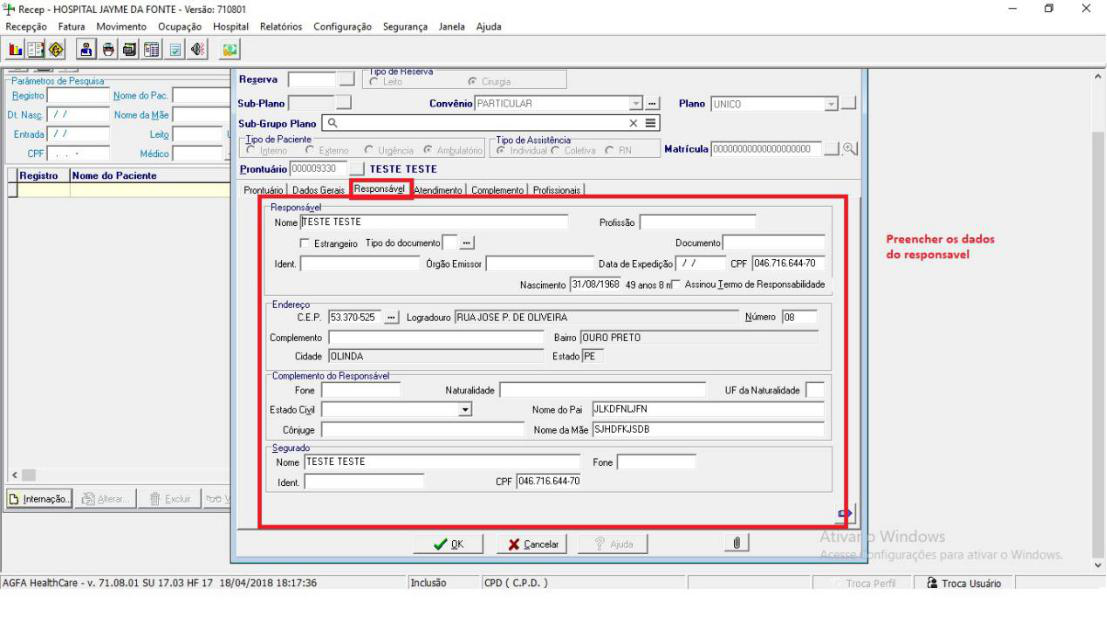 Recep - HOSPITAL JAYME DA FONTE - Versão: 710801
Recepção Fatura Movimento Ocupação Hospital Relatórios Configuração Segurança Janela Ajuda
Parâmetros de Pesquisa
Registro Nome do Pac.
Dt. Nasc. / / Nome da Mãe
Entrada / / Leito
CPF . . - Médico
Registro Nome do Paciente
Internação... Alterar... Excluir
Reserva Tipo de Reserva Leito Cirurgia
Sub-Plano Convênio PARTICULAR ... Plano UNICO
Sub-Grupo Plano
Tipo de Paciente Tipo de Assistência
Interno Externo Urgência Ambulatório Individual Coletiva RN Matrícula 00000000000000000000
Prontuário 000009330 TESTE TESTE
Prontuário Dados Gerais Responsável Atendimento Complemento Profissionais
Responsável
Nome TESTE TESTE Profissão
Estrangeiro Tipo do documento ... Documento
Ident. Órgão Emissor Data de Expedição / / CPF 046.716.644-70
Nascimento 31/08/1968 49 anos 8 m Assinou Termo de Responsabilidade
Endereço
C.E.P. 53.370-525 ... Logradouro RUA JOSE P. DE OLIVEIRA Número 08
Complemento Bairro OURO PRETO
Cidade OLINDA Estado PE
Complemento do Responsável
Fone Naturalidade UF da Naturalidade
Estado Civil Nome do Pai JLKDFNLJFN
Cônjuge Nome da Mãe SJHDFKJSDB
Segurado
Nome TESTE TESTE Fone
Ident. CPF 046.716.644-70
OK Cancelar Ajuda
Preencher os dados
do responsavel
Ativar o Windows
Acesse Configurações para ativar o Windows.
AGFA HealthCare - v. 71.08.01 SU 17.03 HF 17 18/04/2018 18:17:36 Inclusão CPD ( C.P.D. ) Troca Perfil Troca Usuário